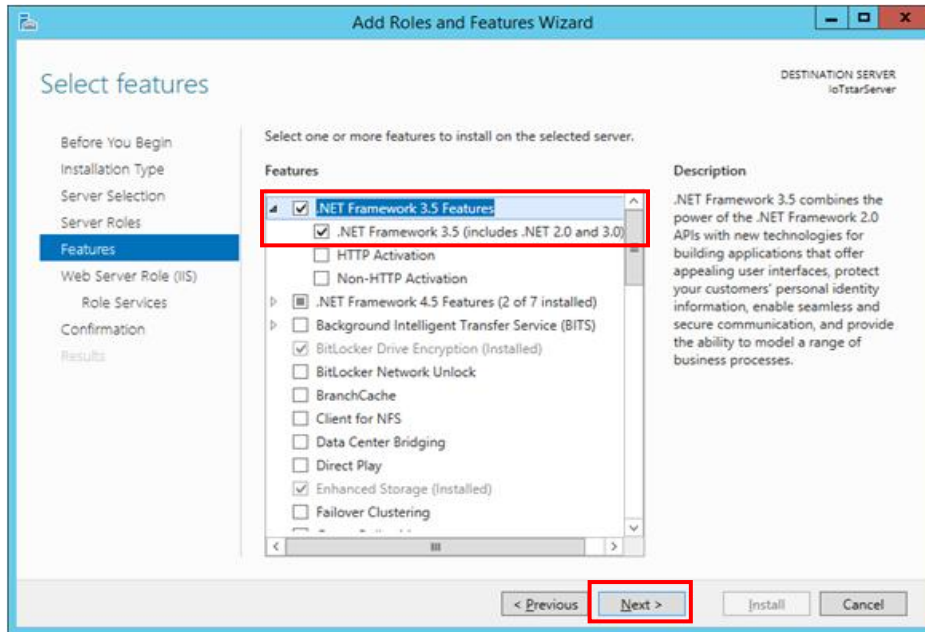 Add Roles and Features Wizard
Select features
DESTINATION SERVER
IoTstarServer
Before You Begin
Installation Type
Server Selection
Server Roles
Features
Web Server Role (IIS)
Role Services
Confirmation
Results
Select one or more features to install on the selected server.
Features
.NET Framework 3.5 Features
.NET Framework 3.5 (includes .NET 2.0 and 3.0)
HTTP Activation
Non-HTTP Activation
.NET Framework 4.5 Features (2 of 7 installed)
Background Intelligent Transfer Service (BITS)
BitLocker Drive Encryption (Installed)
BitLocker Network Unlock
BranchCache
Client for NFS
Data Center Bridging
Direct Play
Enhanced Storage (Installed)
Failover Clustering
Description
.NET Framework 3.5 combines the
power of the .NET Framework 2.0
APIs with new technologies for
building applications that offer
appealing user interfaces, protect
your customers' personal identity
information, enable seamless and
secure communication, and provide
the ability to model a range of
business processes.
< Previous
Next >
Install
Cancel